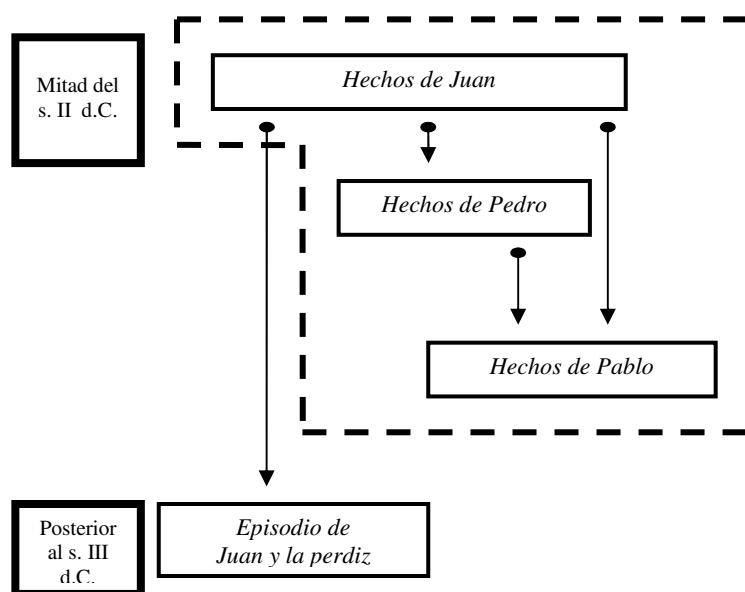 Mitad del
s. II d.C.
Hechos de Juan
Hechos de Pedro
Hechos de Pablo
Posterior
al s. III
d.C.
Episodio de
Juan y la perdiz